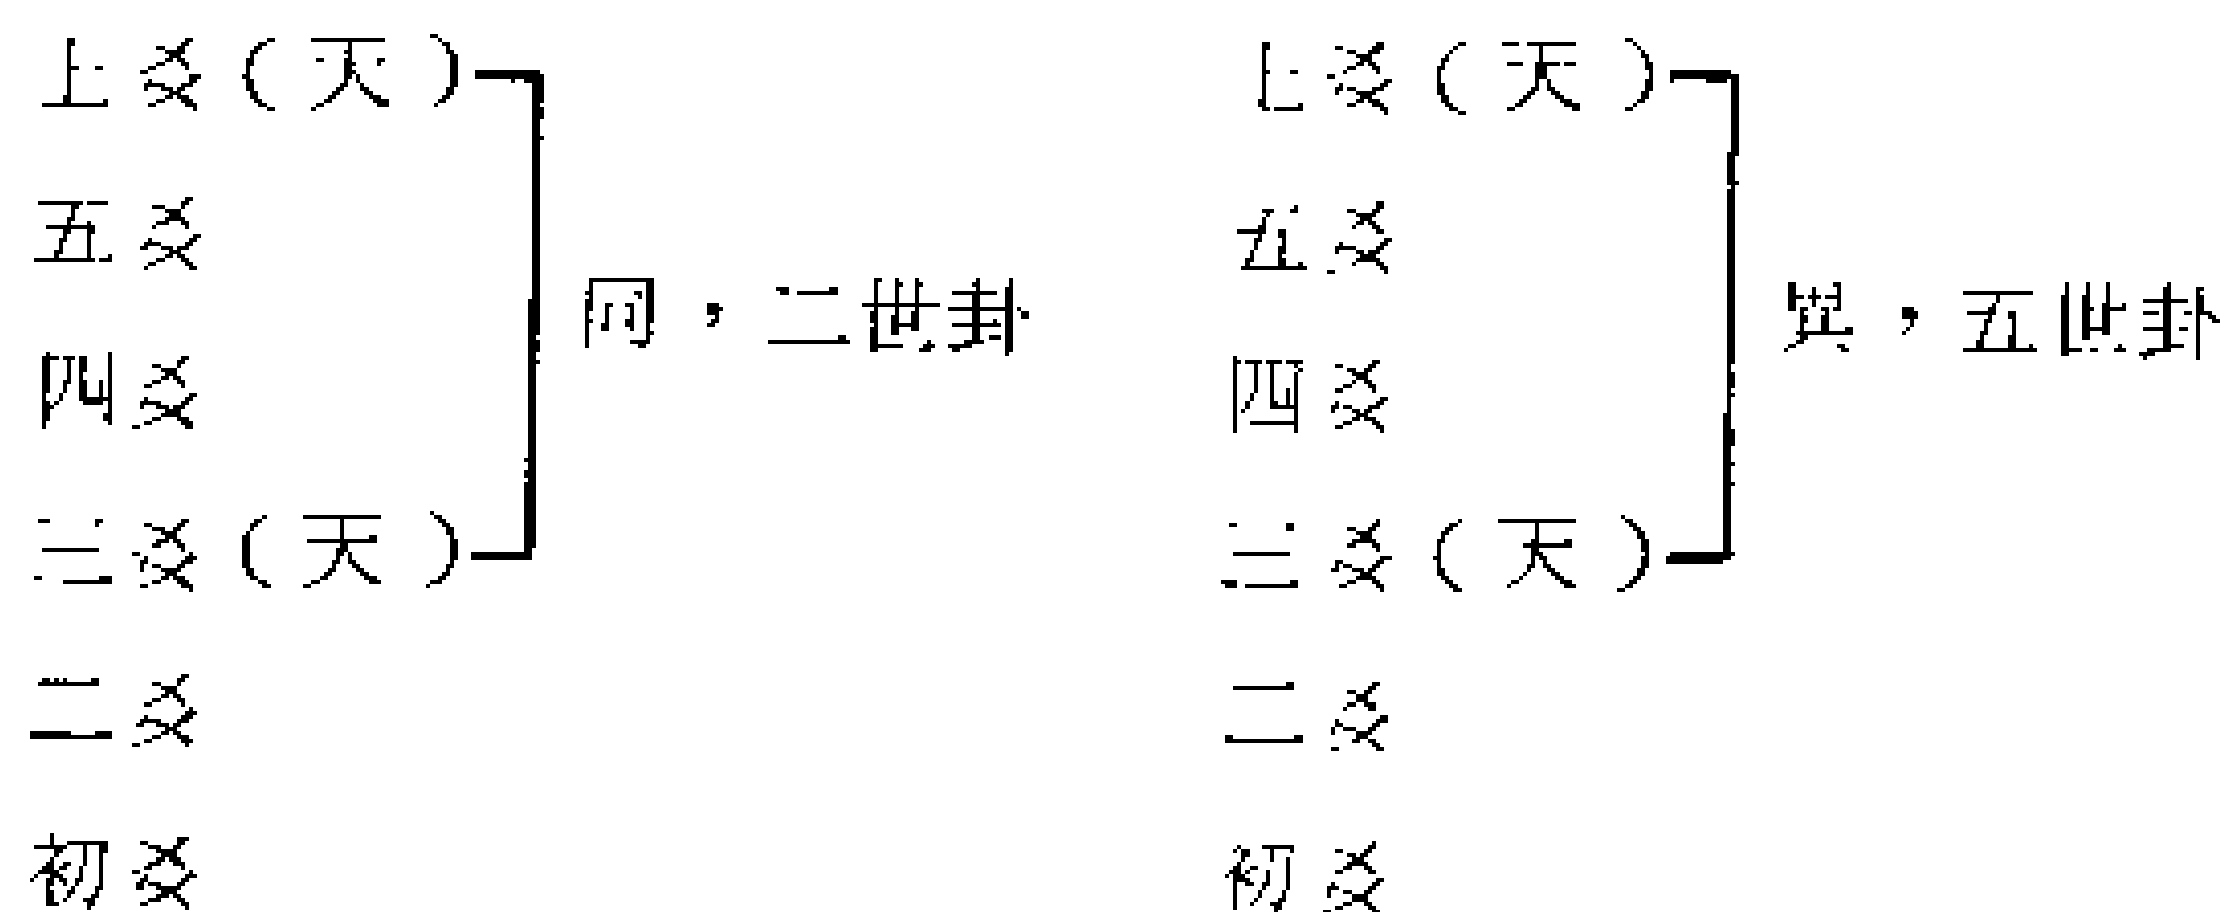 上爻(天)
五爻
四爻
三爻(天)
二爻
初爻
同，二世卦
上爻(天)
五爻
四爻
三爻(天)
二爻
初爻
異，五世卦